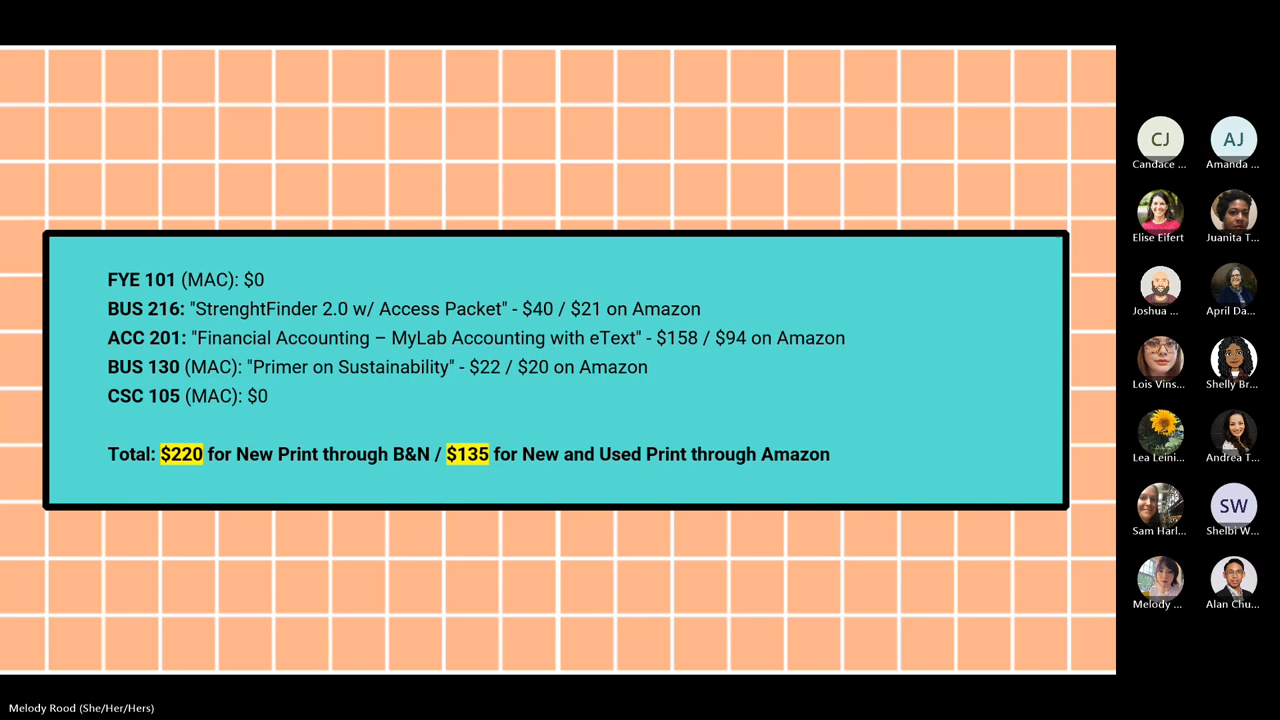 FYE 101 (MAC): $0
BUS 216: "StrenghtFinder 2.0 w/ Access Packet" - $40 / $21 on Amazon
ACC 201: "Financial Accounting – MyLab Accounting with eText" - $158 / $94 on Amazon
BUS 130 (MAC): "Primer on Sustainability" - $22 / $20 on Amazon
CSC 105 (MAC): $0
Total: $220 for New Print through B&N / $135 for New and Used Print through Amazon
CJ
AJ
Candace ...
Amanda ...
Elise Eifert
Juanita T...
Joshua ...
April Da...
Lois Vins...
Shelly Br...
Lea Leini...
Andrea T...
SW
Sam Harl...
Shelbi W...
Melody ...
Alan Chu...
Melody Rood (She/Her/Hers)